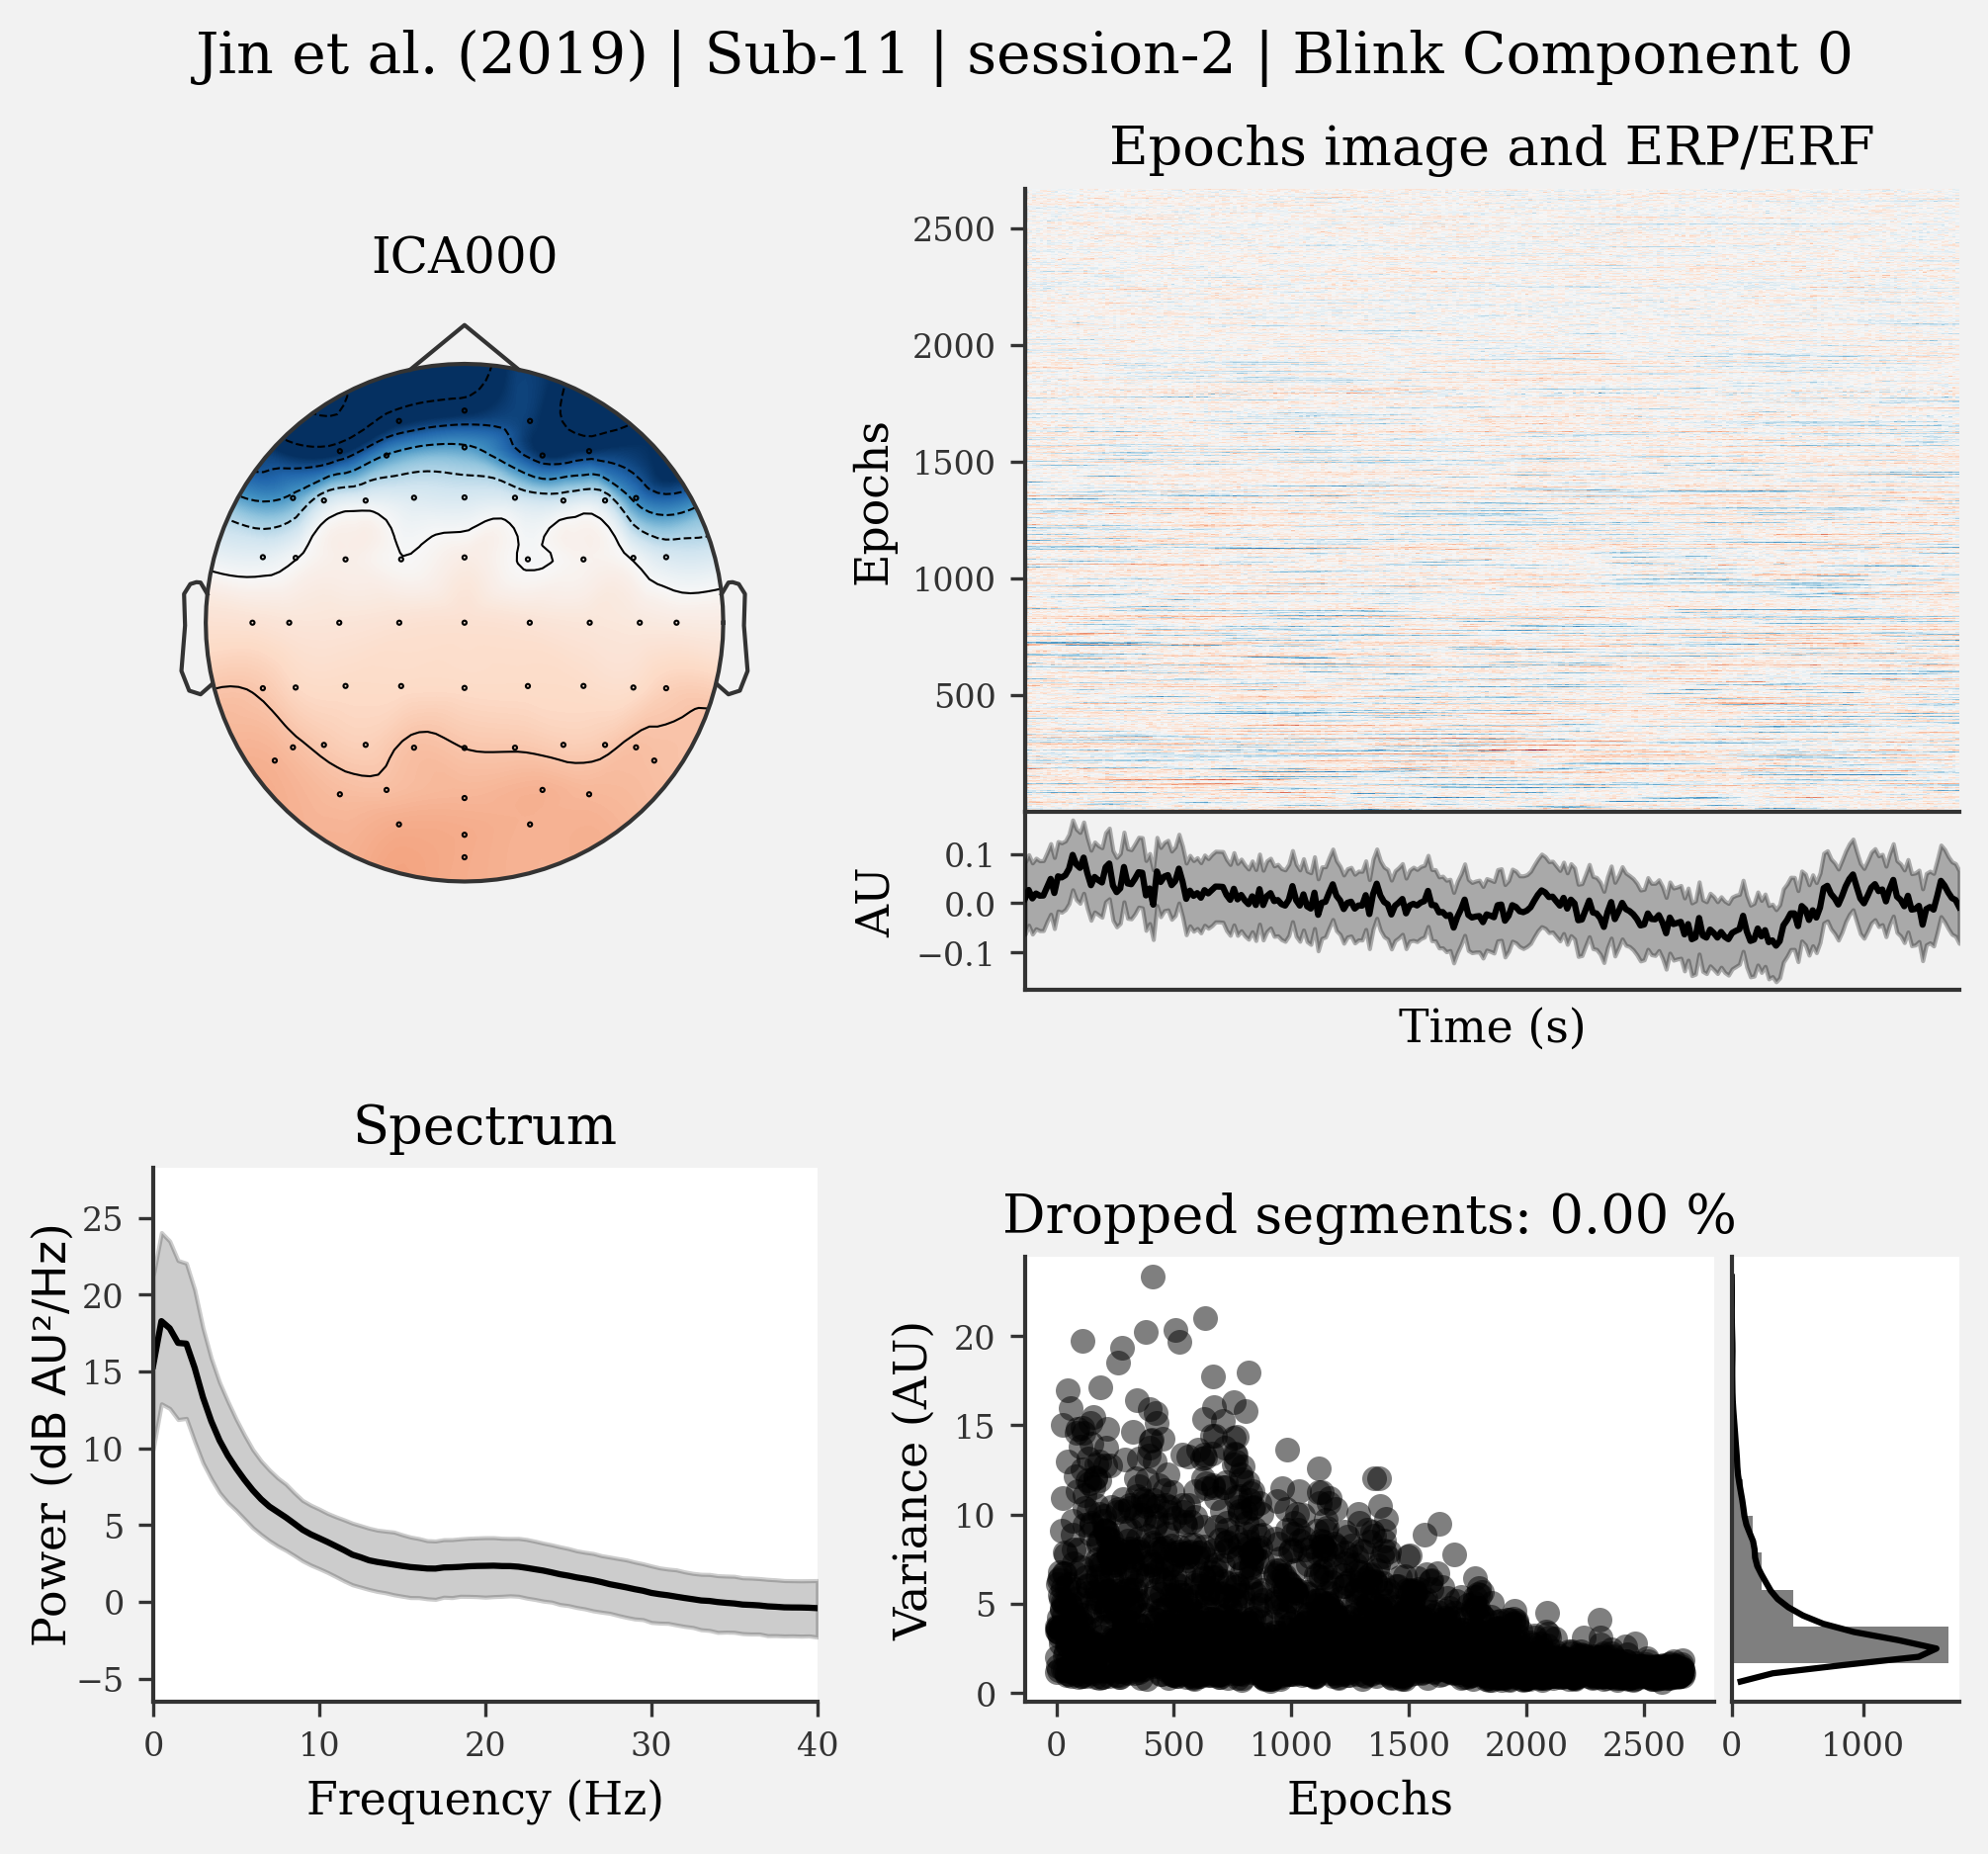 Jin et al. (2019) | Sub-11 | session-2 | Blink Component 0
ICA000
Epochs image and ERP/ERF
2500
2000
1500
1000
500
Epochs
0.1
0.0
−0.1
AU
Time (s)
Spectrum
25
20
15
10
5
0
−5
Power (dB AU²/Hz)
0 10 20 30 40
Frequency (Hz)
Dropped segments: 0.00 %
20
15
10
5
0
Variance (AU)
0 500 1000 1500 2000 2500
Epochs
0 1000